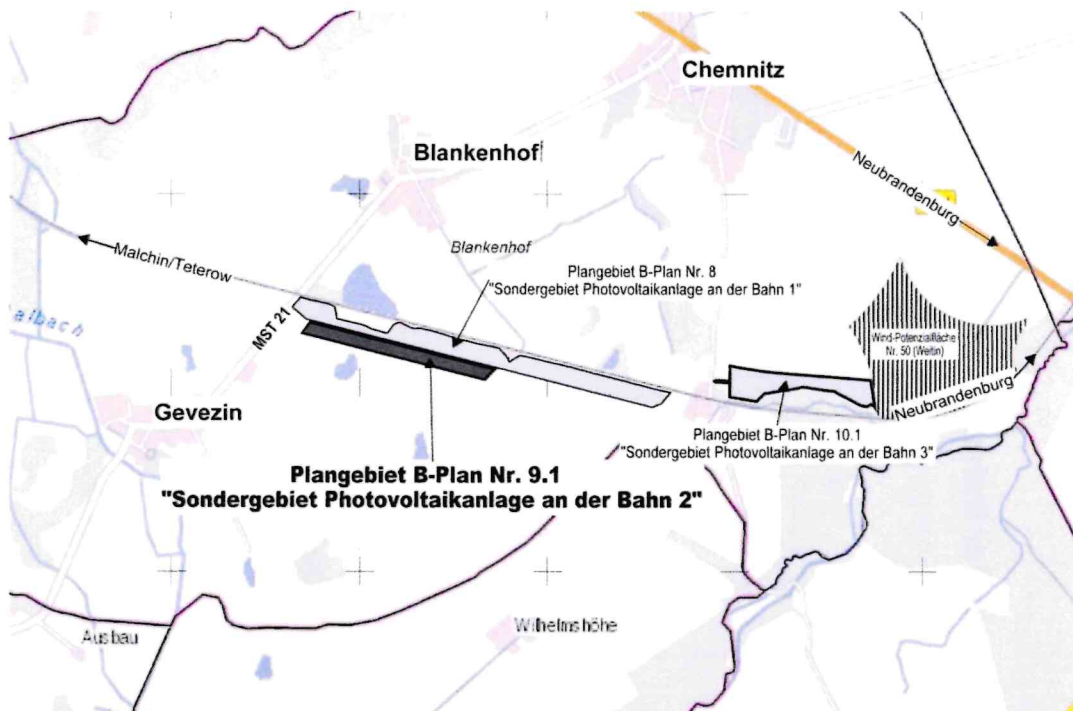 Chemnitz
Blankenhof
Neubrandenburg
Blankenhof
Malchin/Teterow
Plangebiet B-Plan Nr. 8
"Sondergebiet Photovoltaikanlage an der Bahn 1"
MST 21
Wind-Potenzialfläche
Nr. 50 (Weitin)
Neubrandenburg
Gevezin
Plangebiet B-Plan Nr. 10.1
"Sondergebiet Photovoltaikanlage an der Bahn 3"
Plangebiet B-Plan Nr. 9.1
"Sondergebiet Photovoltaikanlage an der Bahn 2"
Wilhelmshöhe
Ausbau